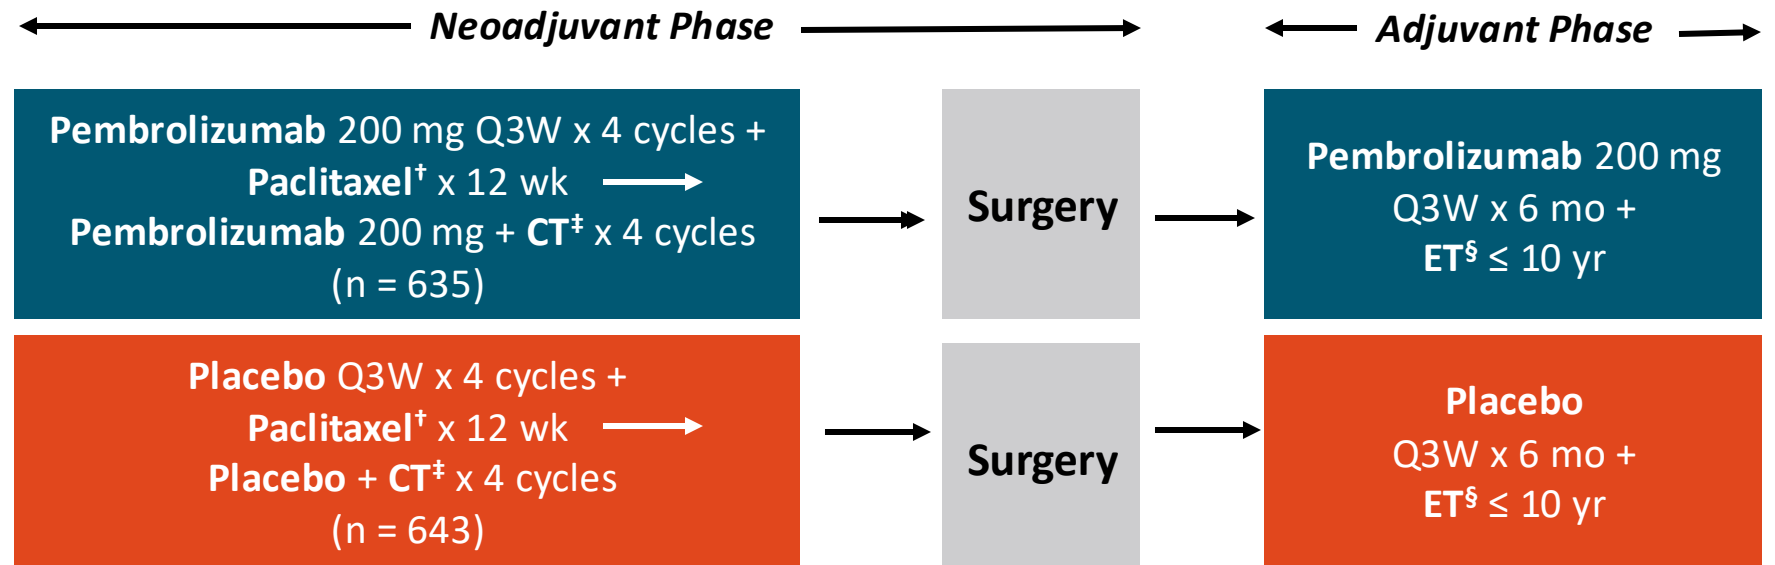 Neoadjuvant Phase
Adjuvant Phase
Pembrolizumab 200 mg Q3W x 4 cycles +
Paclitaxel† x 12 wk
Pembrolizumab 200 mg + CT‡ x 4 cycles
(n = 635)
Surgery
Pembrolizumab 200 mg
Q3W x 6 mo +
ET§ ≤ 10 yr
Placebo Q3W x 4 cycles +
Paclitaxel† x 12 wk
Placebo + CT‡ x 4 cycles
(n = 643)
Surgery
Placebo
Q3W x 6 mo +
ET§ ≤ 10 yr